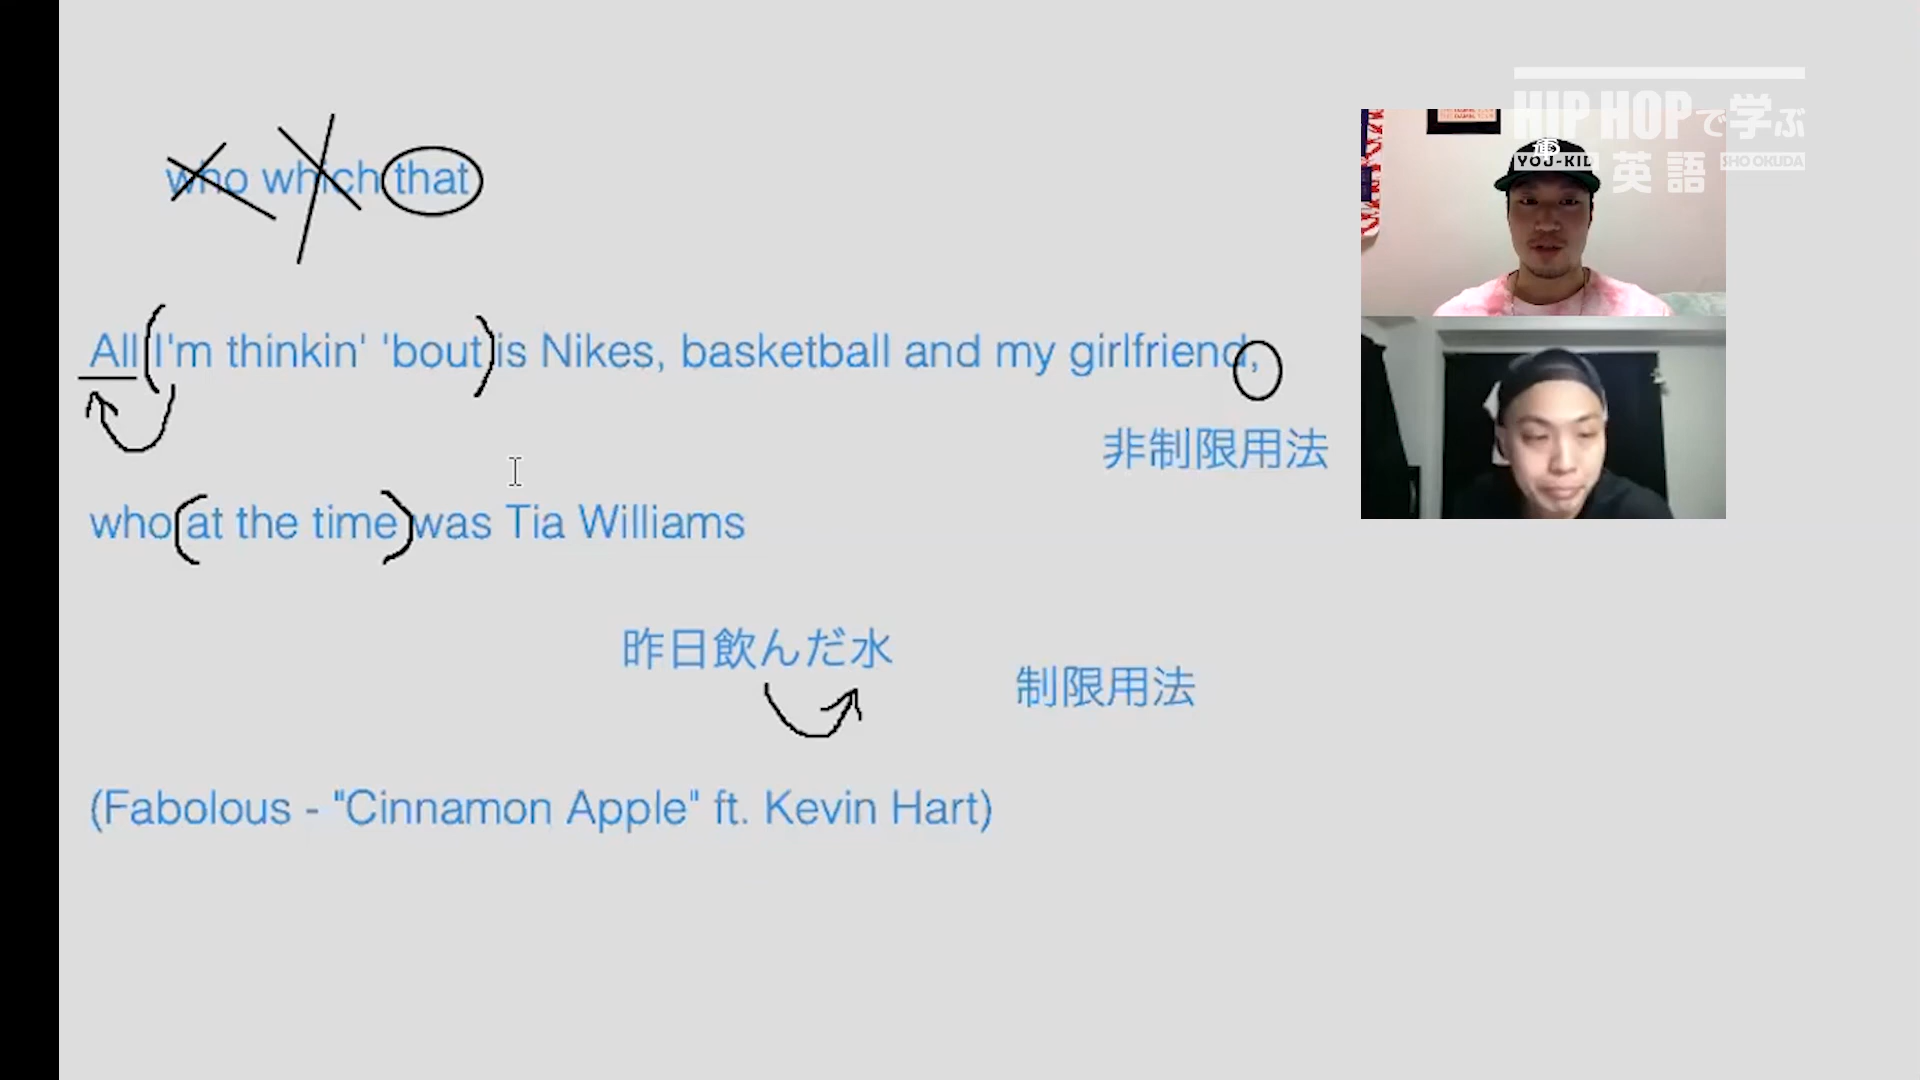 HIP HOPで学ぶ
英語
SHO OKUDA
YOU-KID
who which that
All I'm thinkin' 'bout is Nikes, basketball and my girlfriend,
非制限用法
who at the time was Tia Williams
昨日飲んだ水
制限用法
(Fabolous - "Cinnamon Apple" ft. Kevin Hart)